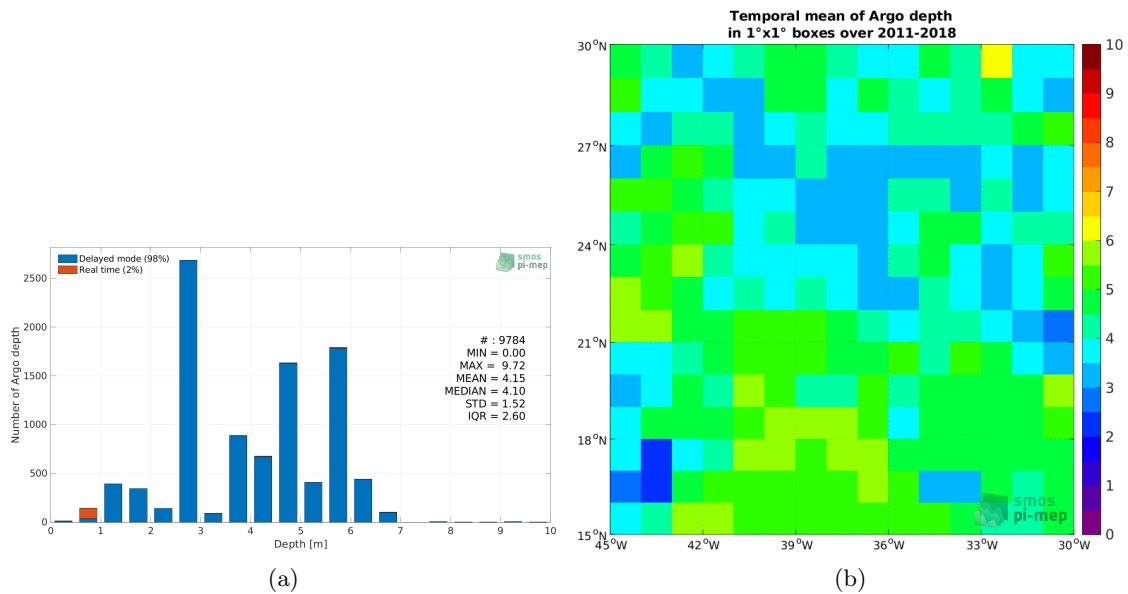 Delayed mode (98%)
Real time (2%)
smos
pi-mep
# : 9784
MIN = 0.00
MAX = 9.72
MEAN = 4.15
MEDIAN = 4.10
STD = 1.52
IQR = 2.60
Number of Argo depth
2500
2000
1500
1000
500
0
0 1 2 3 4 5 6 7 8 9 10
Depth [m]
(a)
Temporal mean of Argo depth
in 1°x1° boxes over 2011-2018
30°N
27°N
24°N
21°N
18°N
15°N
45°W 42°W 39°W 36°W 33°W 30°W
smos
pi-mep
10
9
8
7
6
5
4
3
2
1
0
(b)